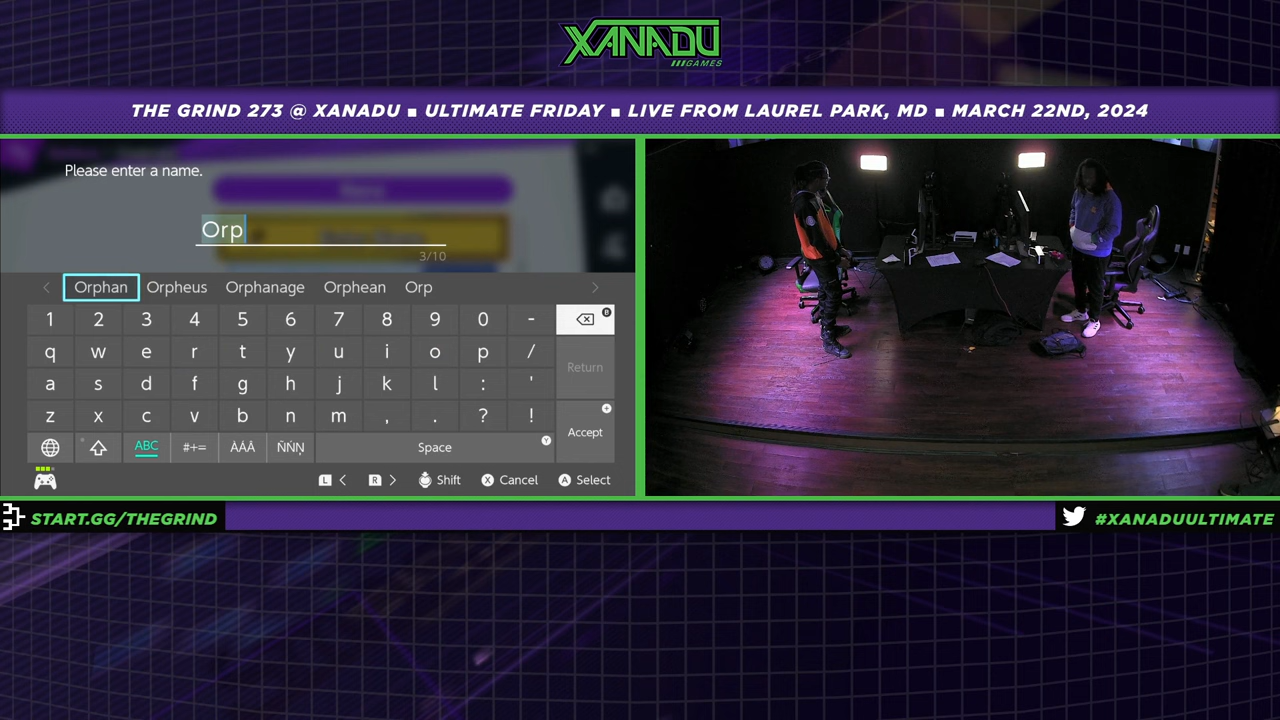 XANADU
GAMES
THE GRIND 273 @ XANADU ■ ULTIMATE FRIDAY ■ LIVE FROM LAUREL PARK, MD ■ MARCH 22ND, 2024
Please enter a name.
Orp
3/10
< Orphan Orpheus Orphanage Orphean Orp >
1 2 3 4 5 6 7 8 9 0 - B
q w e r t y u i o p / Return
a s d f g h j k l : '
z x c v b n m , . ? ! + Accept
ABC #+= ÀÁÂ ÑŃŅ Space Y
L < R > Shift X Cancel A Select
START.GG/THEGRIND
#XANADUULTIMATE